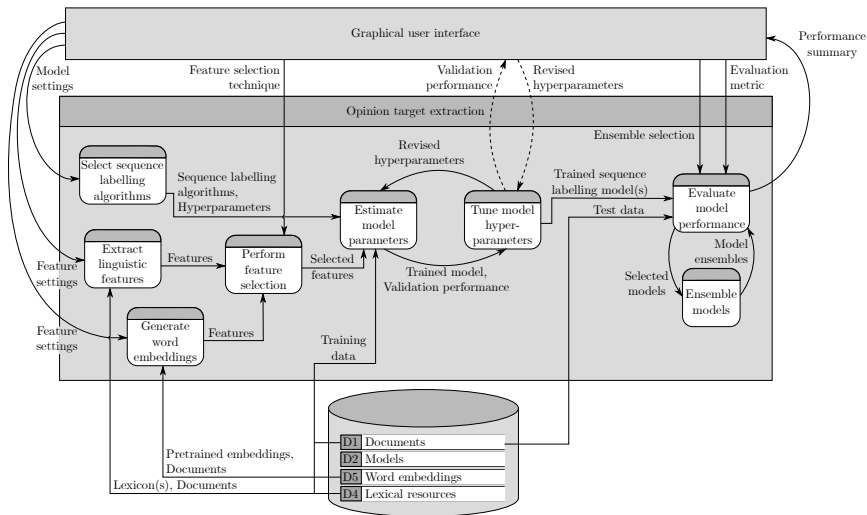 Graphical user interface
Performance
summary
Model
settings
Feature selection
technique
Validation
performance
Revised
hyperparameters
Evaluation
metric
Opinion target extraction
Ensemble selection
Select sequence
labelling
algorithms
Revised
hyperparameters
Sequence labelling
algorithms,
Hyperparameters
Trained sequence
labelling model(s)
Estimate
model
parameters
Tune model
hyper-
parameters
Evaluate
model
performance
Test data
Extract
linguistic
features
Features
Perform
feature
selection
Selected
features
Feature
settings
Trained model,
Validation performance
Model
ensembles
Selected
models
Ensemble
models
Feature
settings
Generate
word
embeddings
Features
Training
data
D1 Documents
D2 Models
D5 Word embeddings
D4 Lexical resources
Pretrained embeddings,
Documents
Lexicon(s), Documents